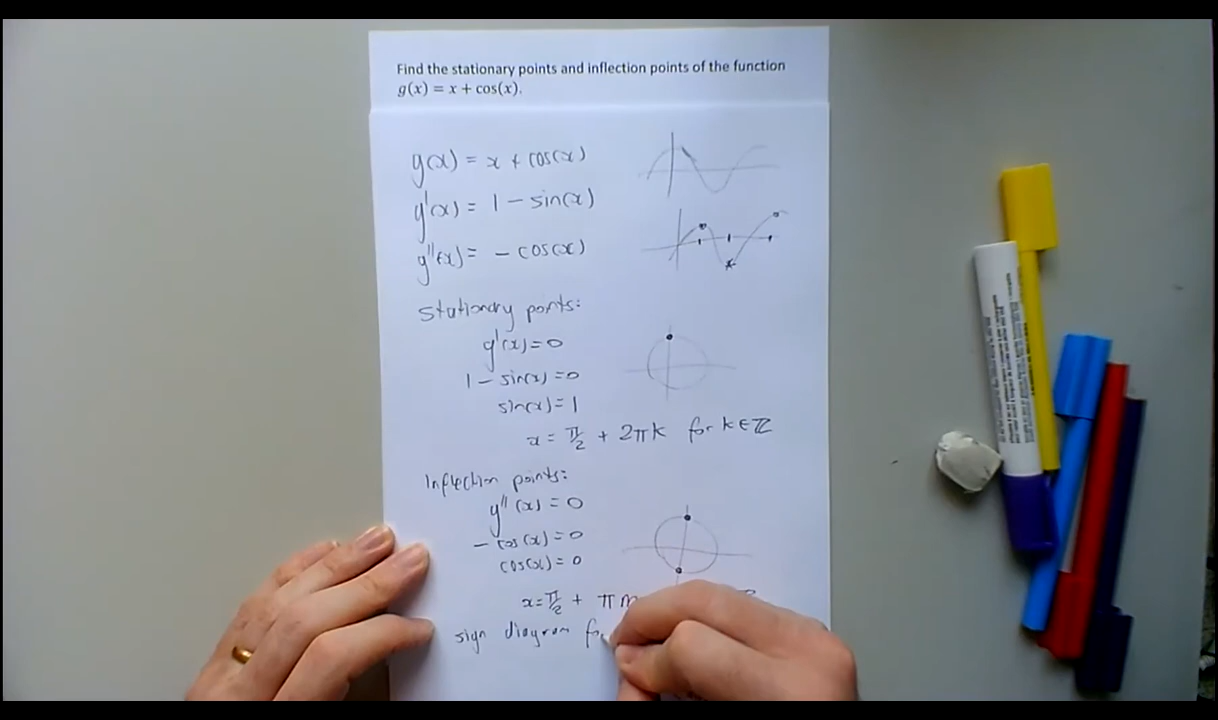 Find the stationary points and inflection points of the function
g(x) = x + cos(x).
g(x) = x + cos(x)
g'(x) = 1 - sin(x)
g''(x) = - cos(x)
Stationary points:
g'(x) = 0
1 - sin(x) = 0
sin(x) = 1
x = π/2 + 2πk for k ∈ ℤ
Inflection points:
g''(x) = 0
- cos(x) = 0
cos(x) = 0
x = π/2 + π
sign diagram